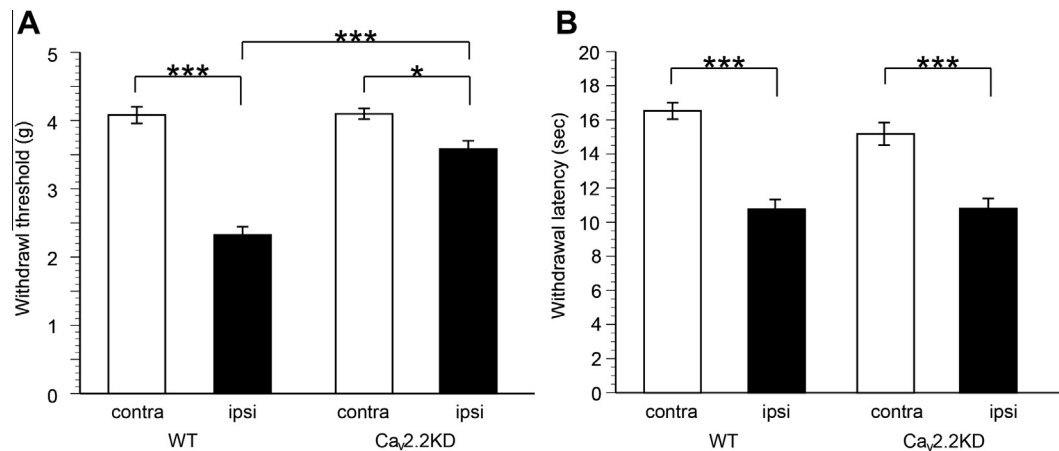 A
Withdrawl threshold (g)
5
4
3
2
1
0
***
***
*
contra ipsi contra ipsi
WT Cav2.2KD
B
Withdrawal latency (sec)
20
18
16
14
12
10
8
6
4
2
0
*** ***
contra ipsi contra ipsi
WT Cav2.2KD